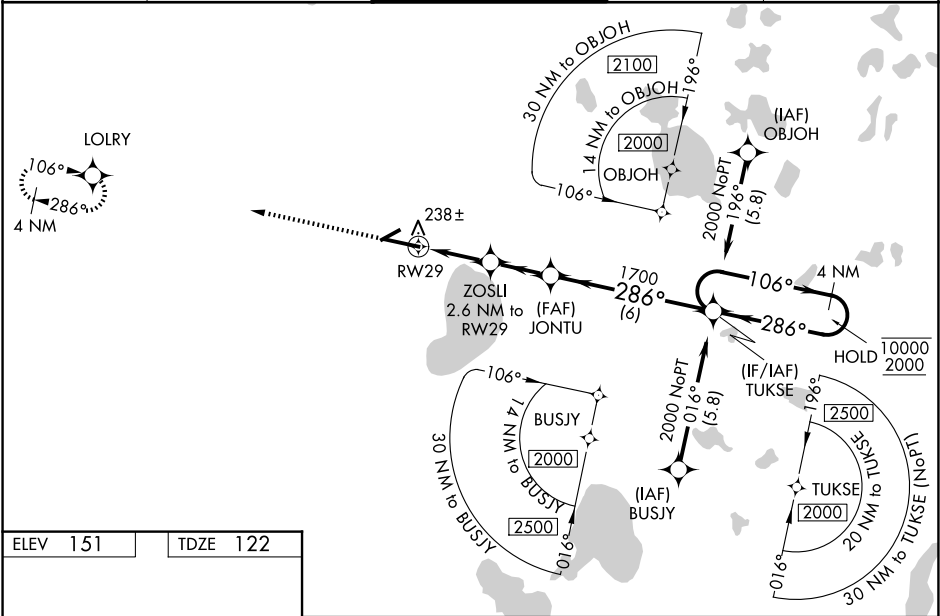 30 NM to OBJOH
2100
196°
14 NM to OBJOH
2000
OBJOH
106°
(IAF)
OBJOH
2000 NoPT
196°
(5.8)
LOLRY
106°
286°
4 NM
238±
RW29
ZOSLI
2.6 NM to
RW29
(FAF)
JONTU
1700
286°
(6)
106°
4 NM
286°
HOLD
10000
2000
(IF/IAF)
TUKSE
2000 NoPT
016°
(5.8)
(IAF)
BUSJY
106°
BUSJY
14 NM to BUSJY
2000
30 NM to BUSJY
2500
016°
196°
2500
TUKSE
20 NM to TUKSE
2000
016°
30 NM to TUKSE (NoPT)
ELEV 151
TDZE 122